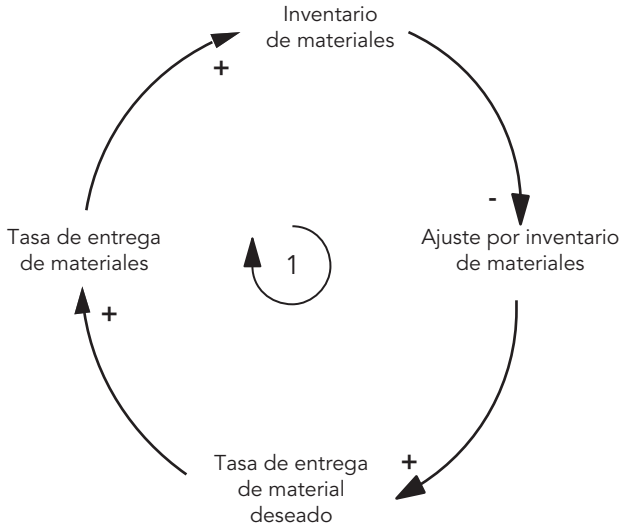 Inventario
de materiales
+
-
Tasa de entrega
de materiales
1
Ajuste por inventario
de materiales
+
Tasa de entrega
de material
deseado
+